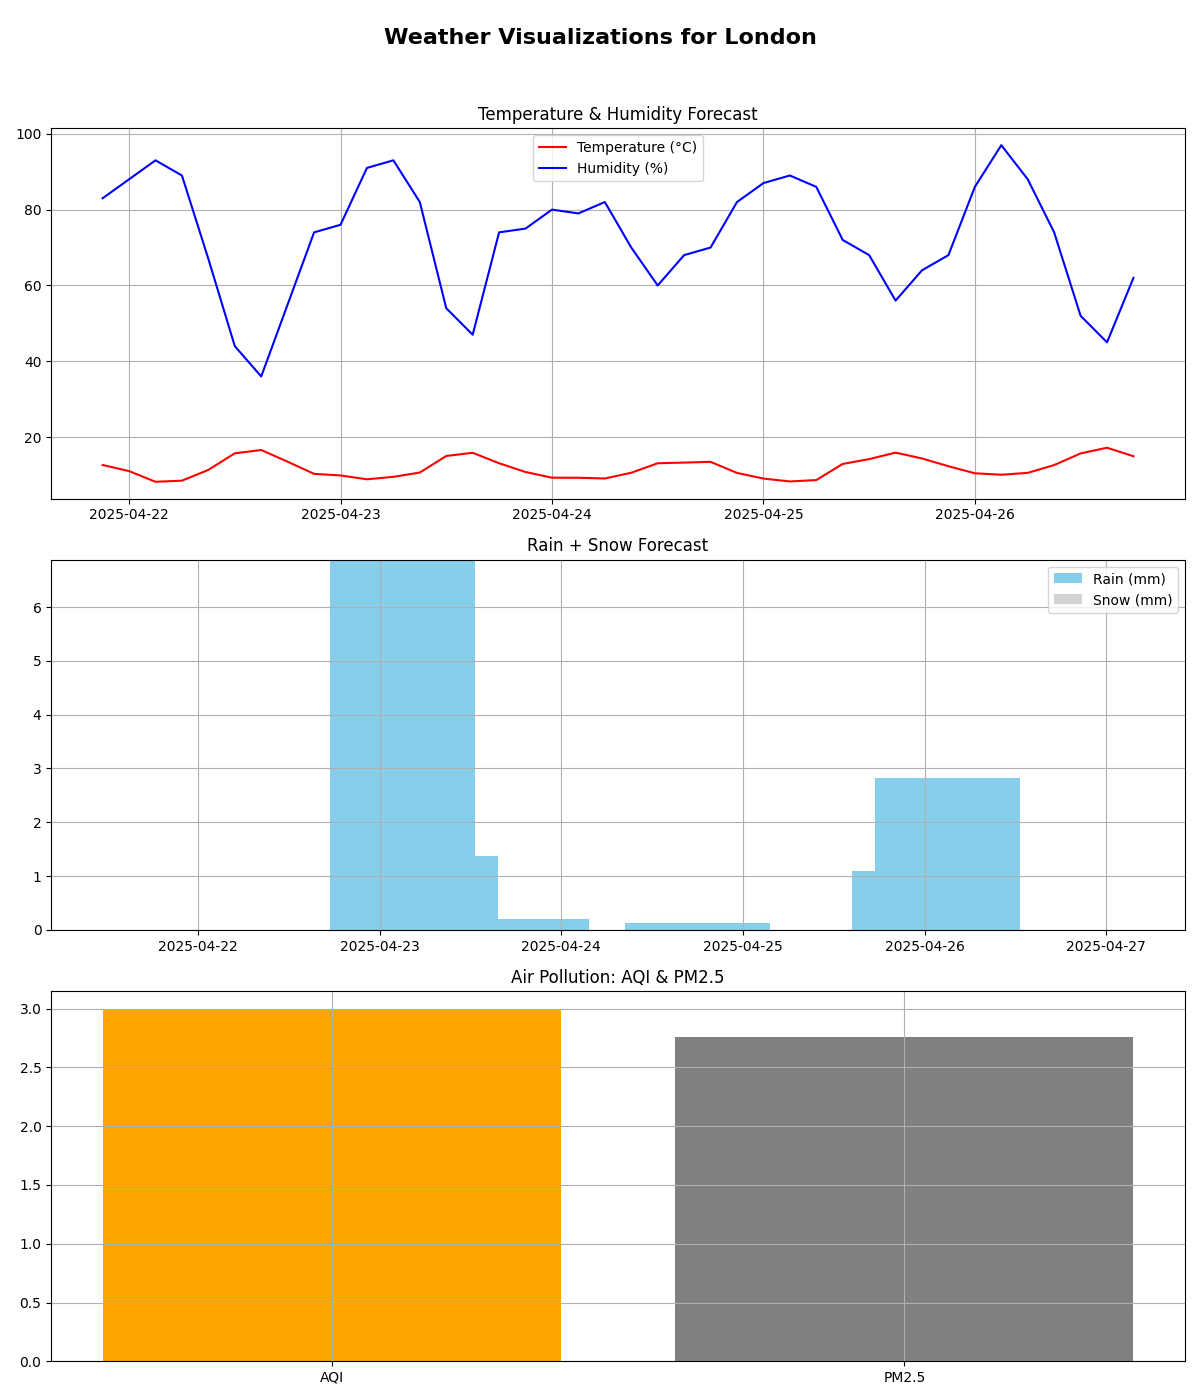 Weather Visualizations for London
Temperature & Humidity Forecast
Temperature (°C)
Humidity (%)
100
80
60
40
20
2025-04-22 2025-04-23 2025-04-24 2025-04-25 2025-04-26
Rain + Snow Forecast
Rain (mm)
Snow (mm)
6
5
4
3
2
1
0
2025-04-22 2025-04-23 2025-04-24 2025-04-25 2025-04-26 2025-04-27
Air Pollution: AQI & PM2.5
3.0
2.5
2.0
1.5
1.0
0.5
0.0
AQI PM2.5